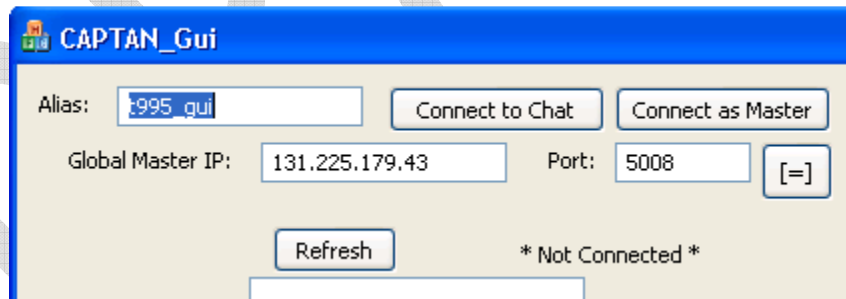 CAPTAN_Gui
Alias: t995_gui Connect to Chat Connect as Master
Global Master IP: 131.225.179.43 Port: 5008 [=]
Refresh * Not Connected *